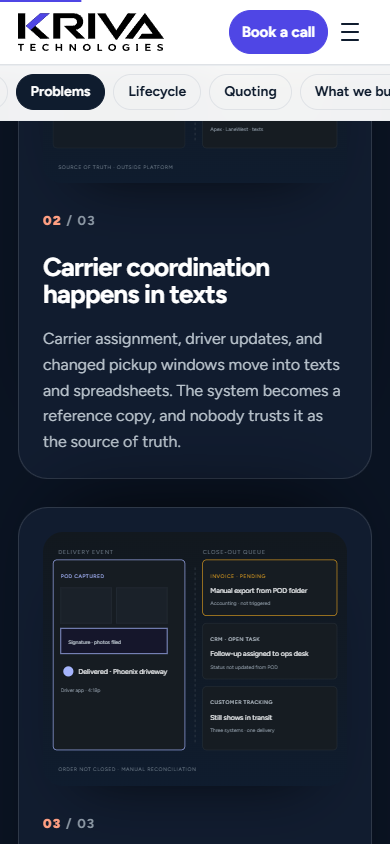 KRIVA
TECHNOLOGIES
Book a call
Problems
Lifecycle
Quoting
What we bu
Apex · LaneWest · texts
SOURCE OF TRUTH · OUTSIDE PLATFORM
02 / 03
Carrier coordination
happens in texts
Carrier assignment, driver updates, and
changed pickup windows move into texts
and spreadsheets. The system becomes a
reference copy, and nobody trusts it as
the source of truth.
DELIVERY EVENT
POD CAPTURED
Signature · photos filed
Delivered · Phoenix driveway
Driver app · 4:18p
CLOSE-OUT QUEUE
INVOICE · PENDING
Manual export from POD folder
Accounting · not triggered
CRM · OPEN TASK
Follow-up assigned to ops desk
Status not updated from POD
CUSTOMER TRACKING
Still shows in transit
Three systems · one delivery
ORDER NOT CLOSED · MANUAL RECONCILIATION
03 / 03